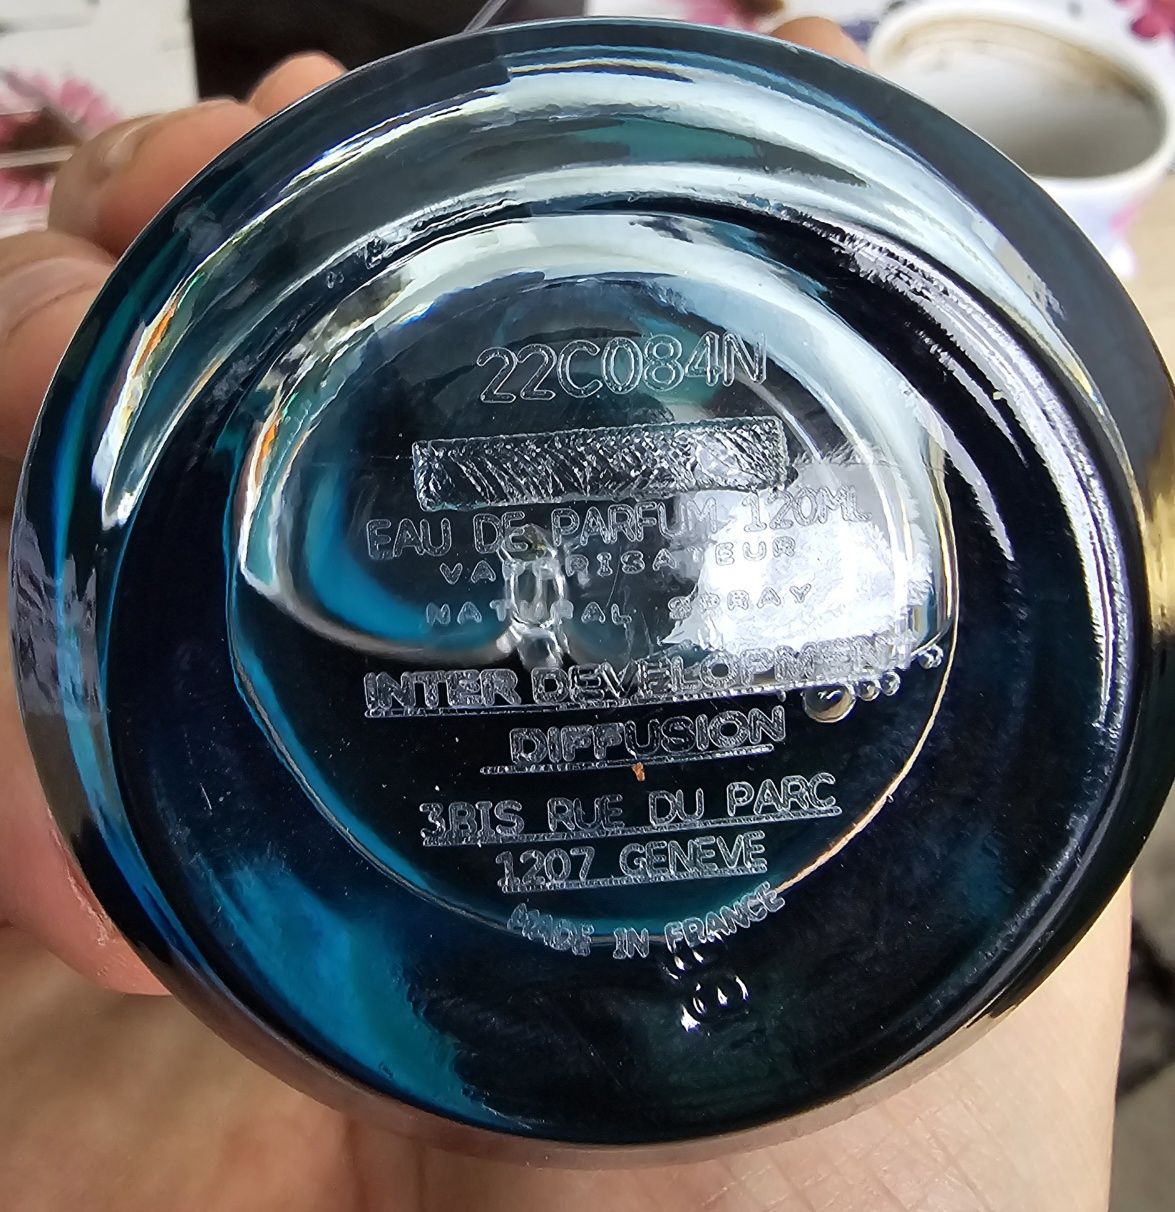 22C084N
EAU DE PARFUM 120ML
VAPORISATEUR
NATURAL SPRAY
INTER DEVELOPMENT
DIFFUSION
3BIS RUE DU PARC
1207 GENEVE
MADE IN FRANCE